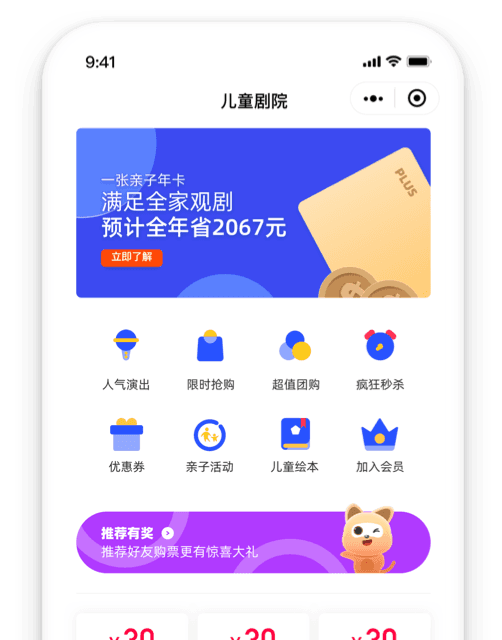 9:41
儿童剧院
一张亲子年卡
满足全家观剧
预计全年省2067元
立即了解
PLUS
人气演出
限时抢购
超值团购
疯狂秒杀
优惠券
亲子活动
儿童绘本
加入会员
推荐有奖
推荐好友购票更有惊喜大礼
¥30 ¥30 ¥30